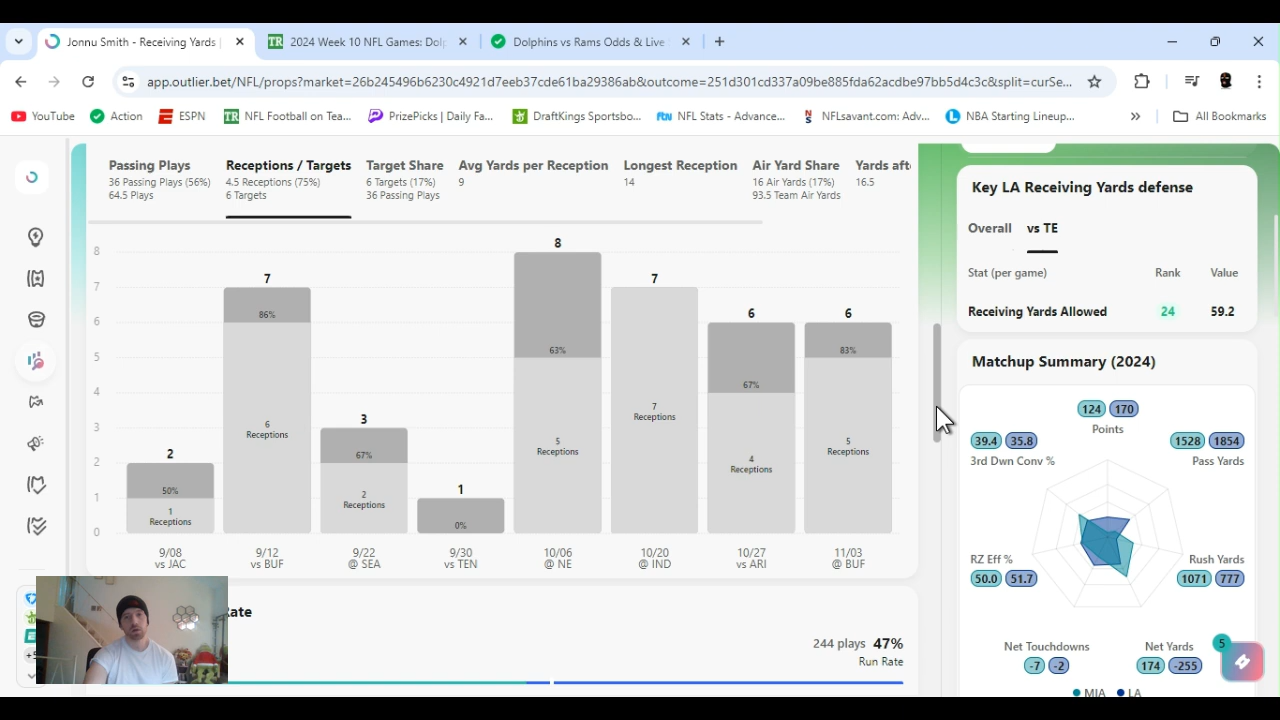 Jonnu Smith - Receiving Yards
2024 Week 10 NFL Games: Dol
Dolphins vs Rams Odds & Live
app.outlier.bet/NFL/props?market=26b245496b6230c4921d7eeb37cde61ba29386ab&outcome=251d301cd337a09be885fda62acdbe97bb5d4c3c&split=curSe...
YouTube
Action
ESPN
NFL Football on Tea...
PrizePicks | Daily Fa...
DraftKings Sportsbo...
NFL Stats - Advance...
NFLsavant.com: Adv...
NBA Starting Lineup...
All Bookmarks
Passing Plays
36 Passing Plays (56%)
64.5 Plays
Receptions / Targets
4.5 Receptions (75%)
6 Targets
Target Share
6 Targets (17%)
36 Passing Plays
Avg Yards per Reception
9
Longest Reception
14
Air Yard Share
16 Air Yards (17%)
93.5 Team Air Yards
Yards aft
16.5
8
7
6
5
4
3
2
1
0
2
50%
1
Receptions
9/08
vs JAC
7
86%
6
Receptions
9/12
vs BUF
3
67%
2
Receptions
9/22
@ SEA
1
0%
9/30
vs TEN
8
63%
5
Receptions
10/06
@ NE
7
7
Receptions
10/20
@ IND
6
67%
4
Receptions
10/27
vs ARI
6
83%
5
Receptions
11/03
@ BUF
ate
244 plays 47%
Run Rate
Key LA Receiving Yards defense
Overall vs TE
Stat (per game) Rank Value
Receiving Yards Allowed 24 59.2
Matchup Summary (2024)
124 170
Points
39.4 35.8
3rd Dwn Conv %
1528 1854
Pass Yards
RZ Eff %
50.0 51.7
Rush Yards
1071 777
Net Touchdowns
-7 -2
Net Yards
174 -255
5
MIA LA